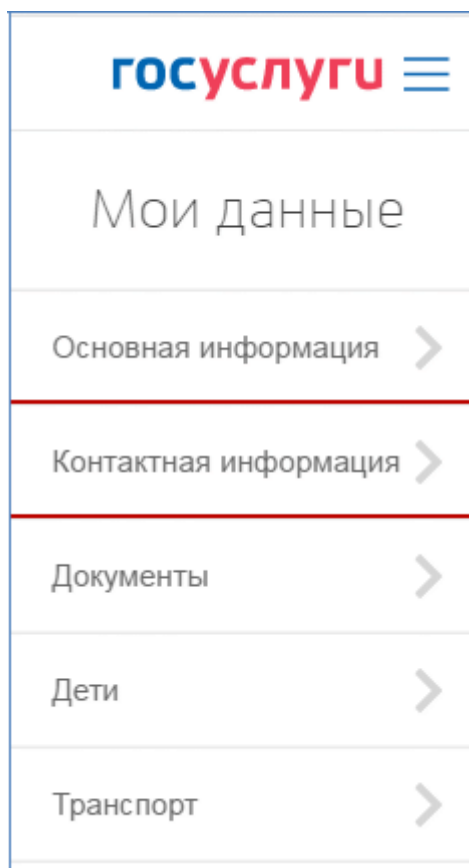 госуслуги
Мои данные
Основная информация
Контактная информация
Документы
Дети
Транспорт